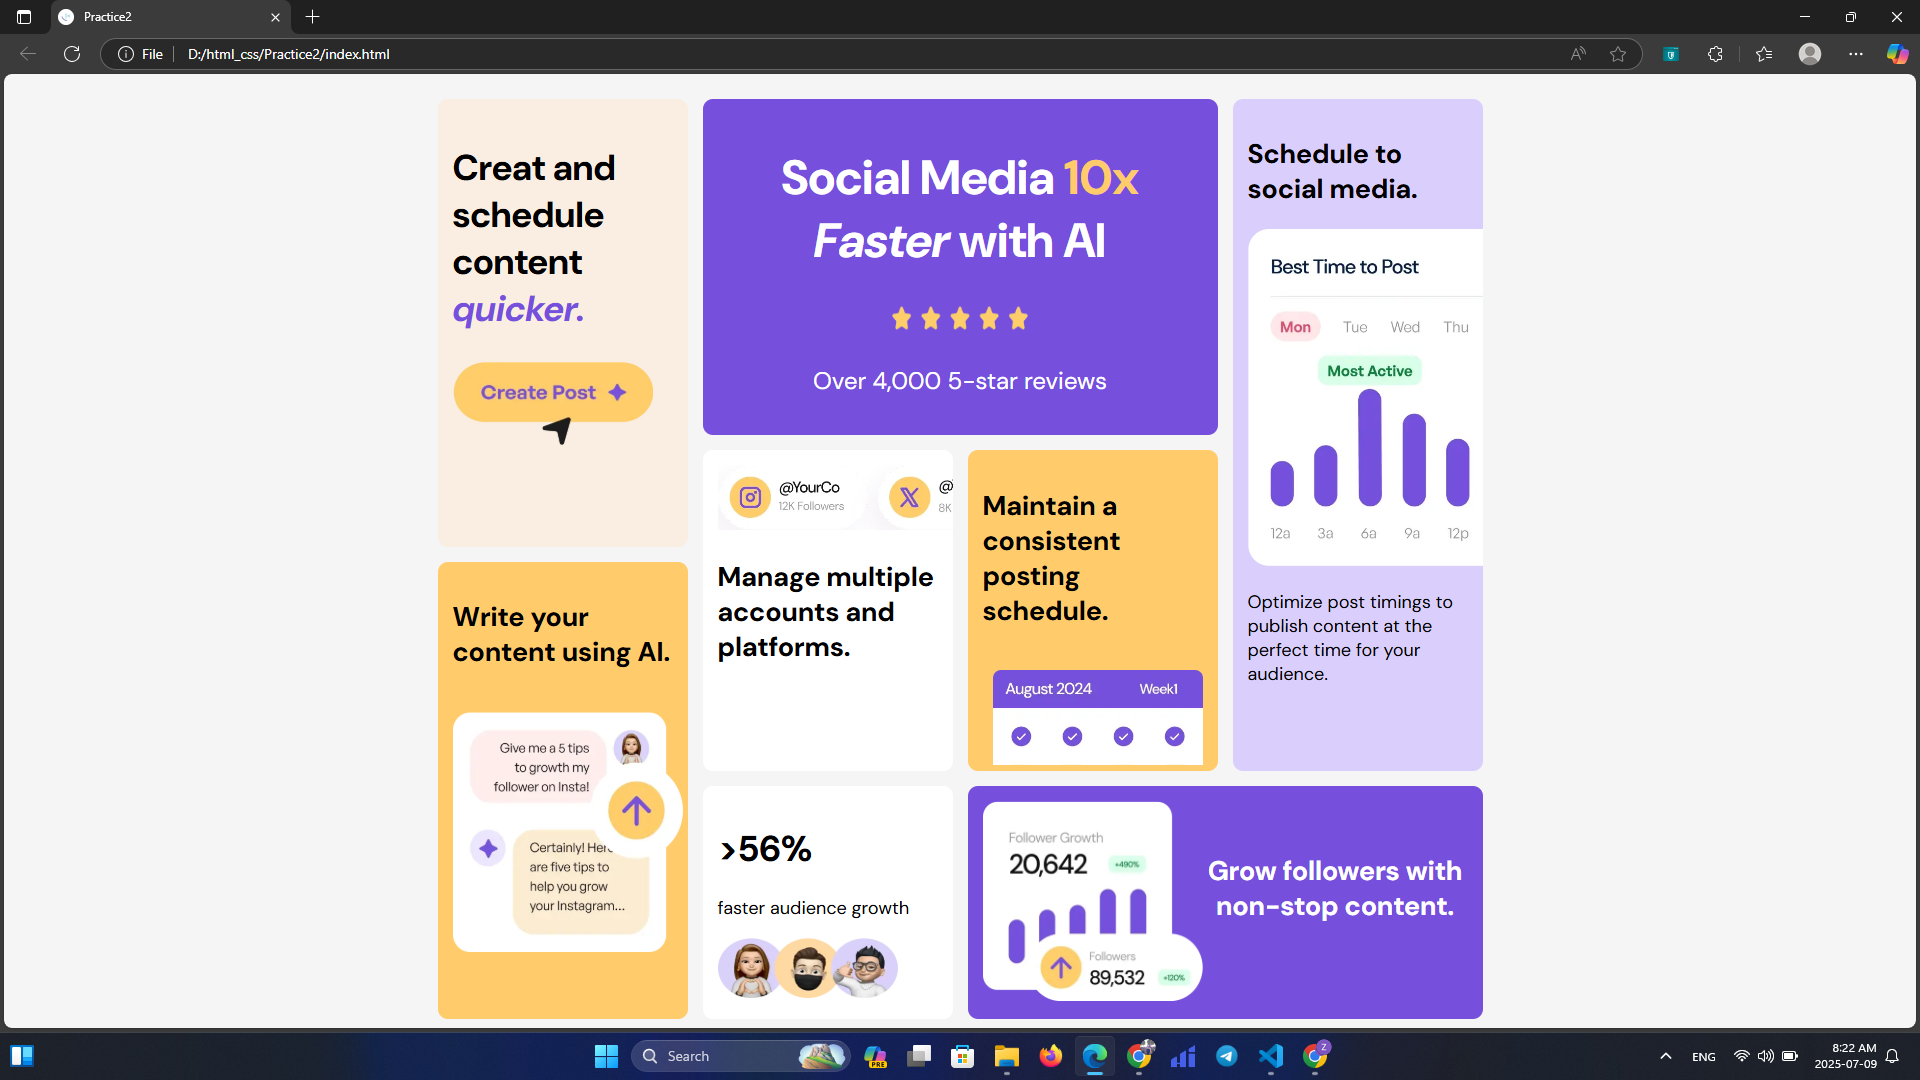 Practice2
File
D:/html_css/Practice2/index.html
Creat and
schedule
content
quicker.
Create Post
Social Media 10x
Faster with AI
Over 4,000 5-star reviews
Schedule to
social media.
Best Time to Post
Mon Tue Wed Thu
Most Active
12a 3a 6a 9a 12p
Optimize post timings to
publish content at the
perfect time for your
audience.
@YourCo
12K Followers
@
8K
Manage multiple
accounts and
platforms.
Maintain a
consistent
posting
schedule.
August 2024 Week1
Write your
content using AI.
Give me a 5 tips
to growth my
follower on Insta!
Certainly! Here
are five tips to
help you grow
your Instagram...
>56%
faster audience growth
Follower Growth
20,642 +490%
Followers
89,532 +120%
Grow followers with
non-stop content.
Search
PRE
Z
ENG
8:22 AM
2025-07-09